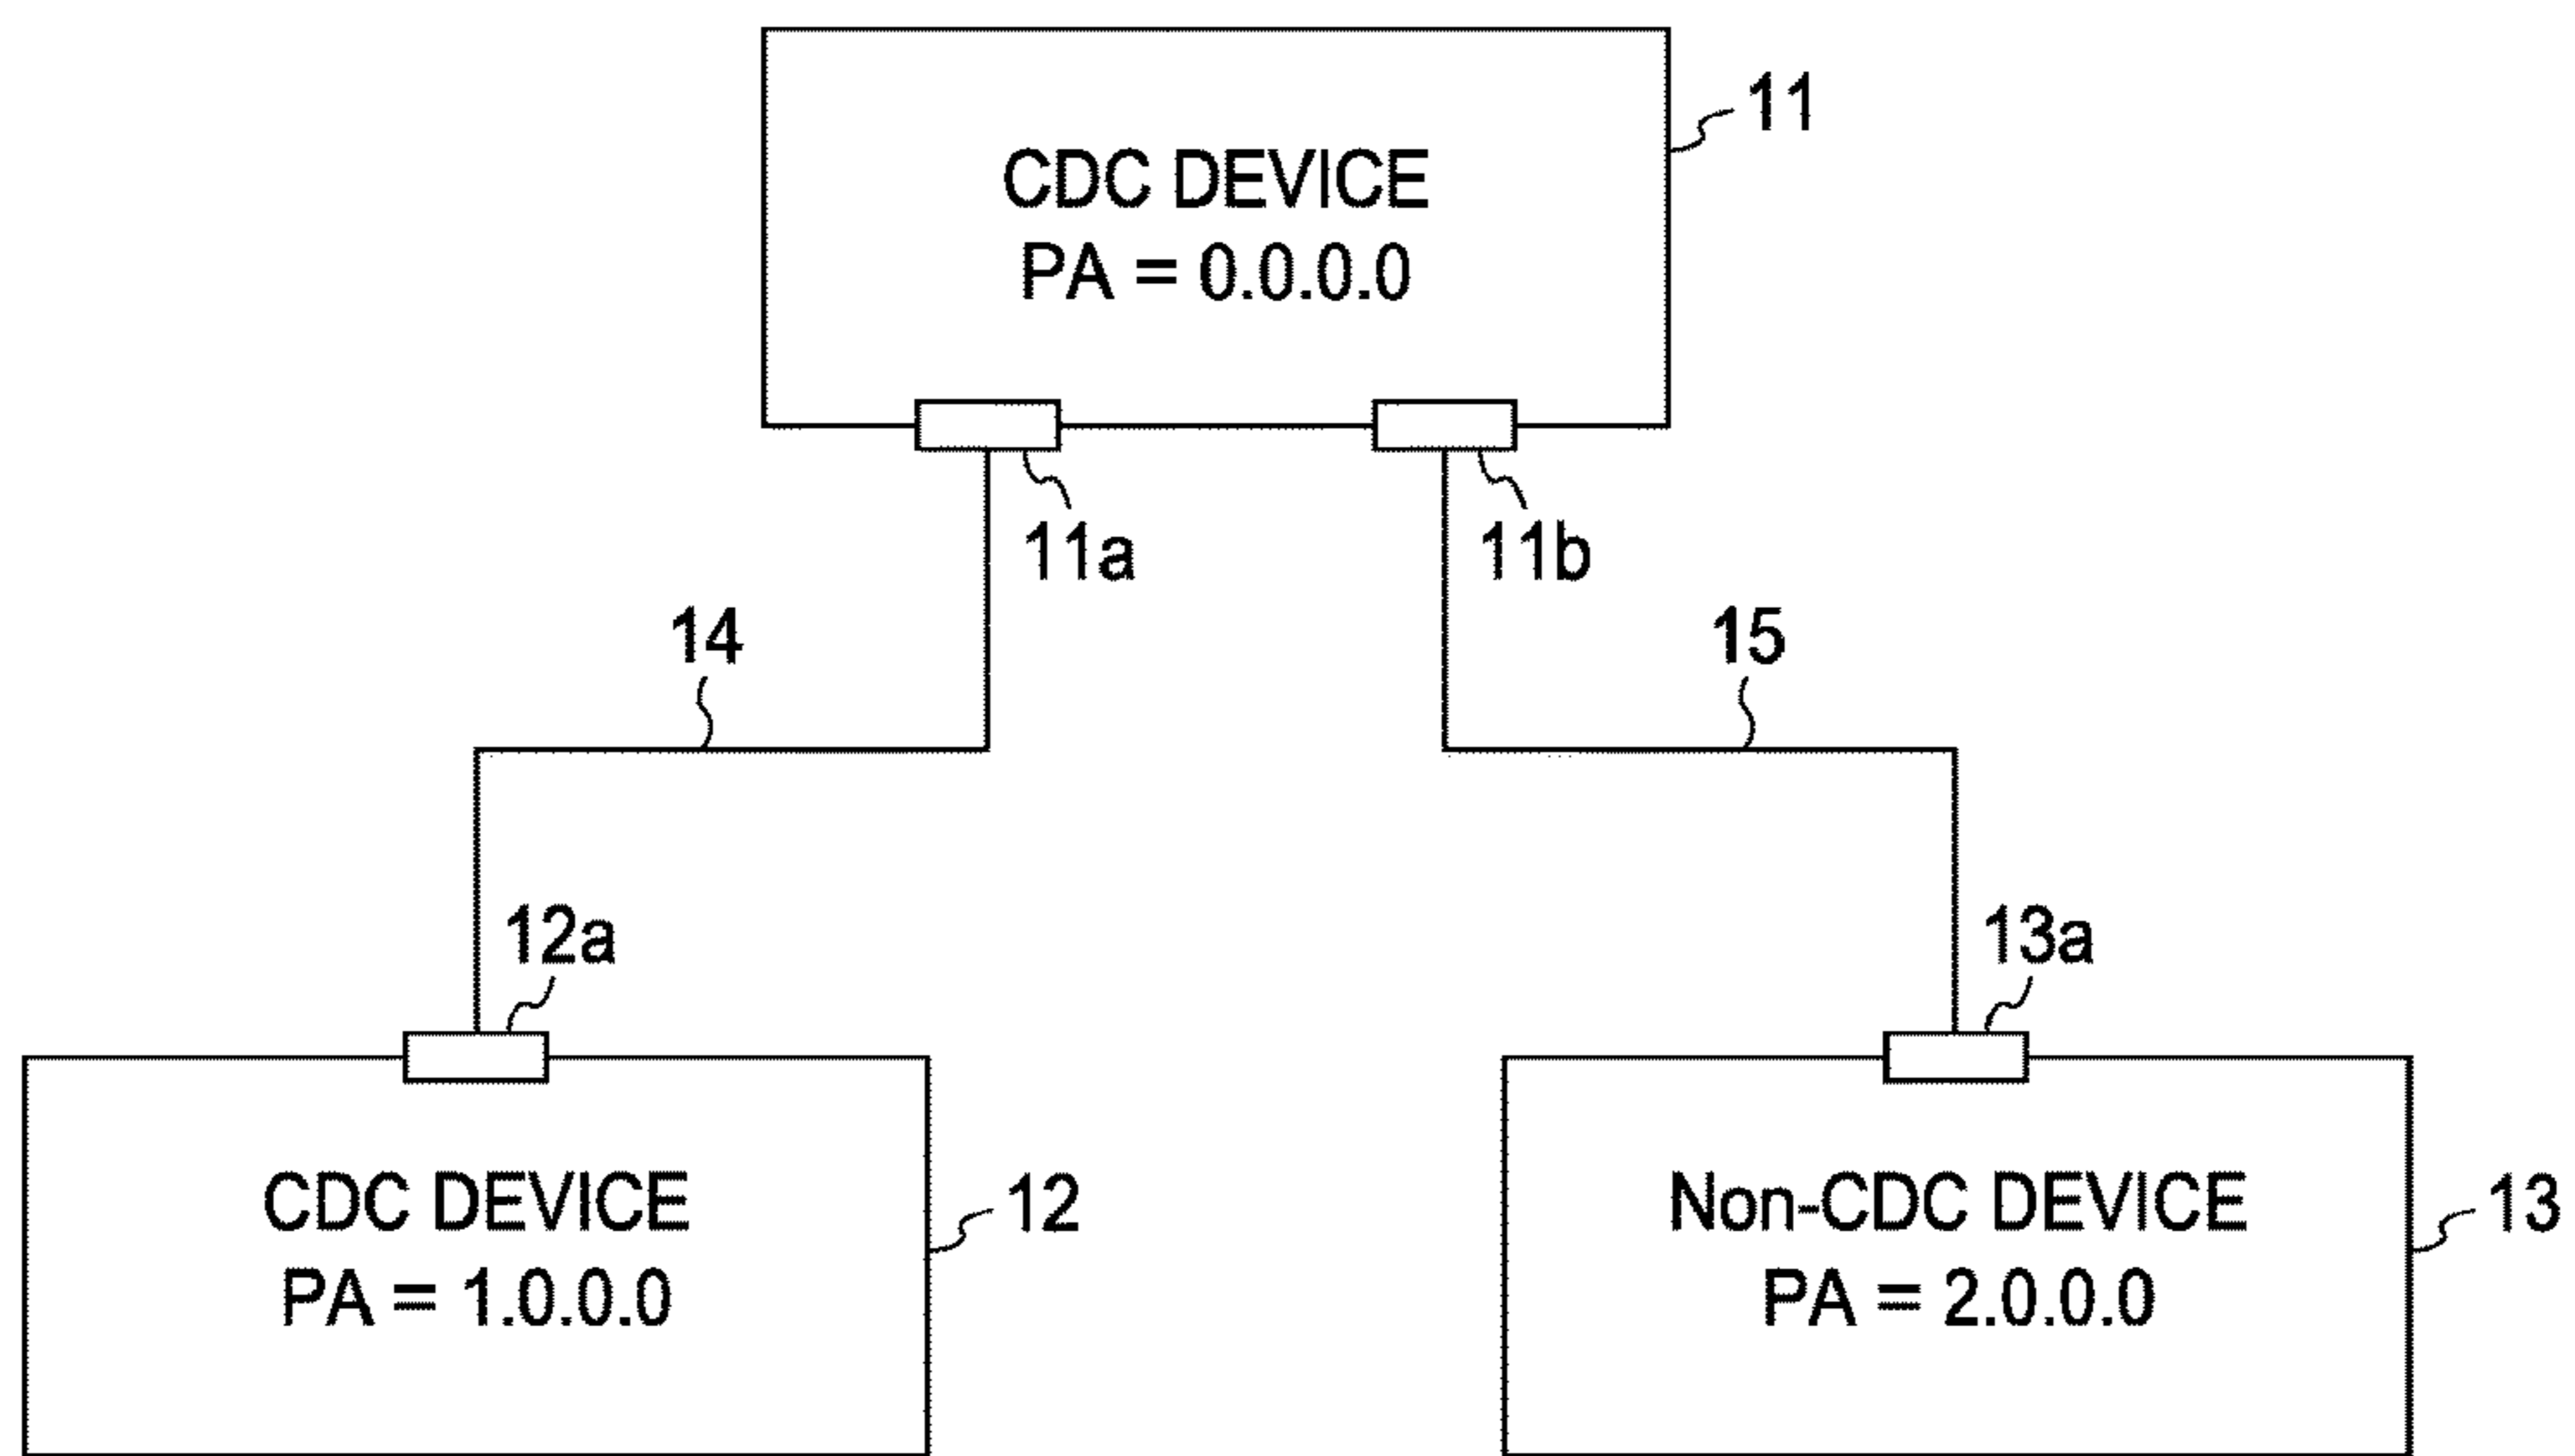 CDC DEVICE
PA = 0.0.0.0
11
11a
11b
14
15
12a
13a
CDC DEVICE
PA = 1.0.0.0
12
Non-CDC DEVICE
PA = 2.0.0.0
13